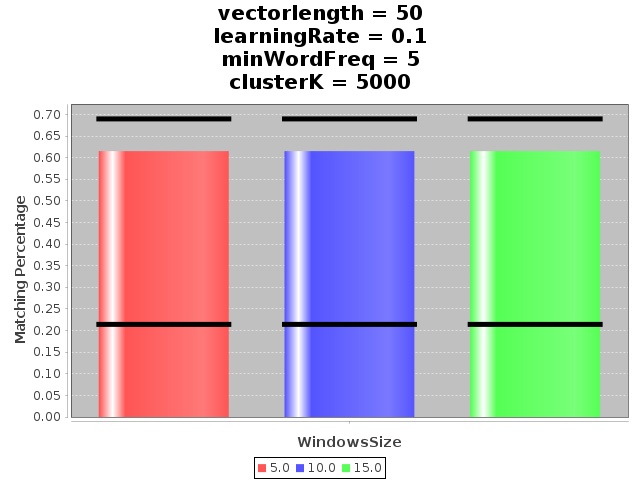 vectorlength = 50
learningRate = 0.1
minWordFreq = 5
clusterK = 5000
0.70
0.65
0.60
0.55
0.50
0.45
0.40
0.35
0.30
0.25
0.20
0.15
0.10
0.05
0.00
Matching Percentage
WindowsSize
5.0 10.0 15.0